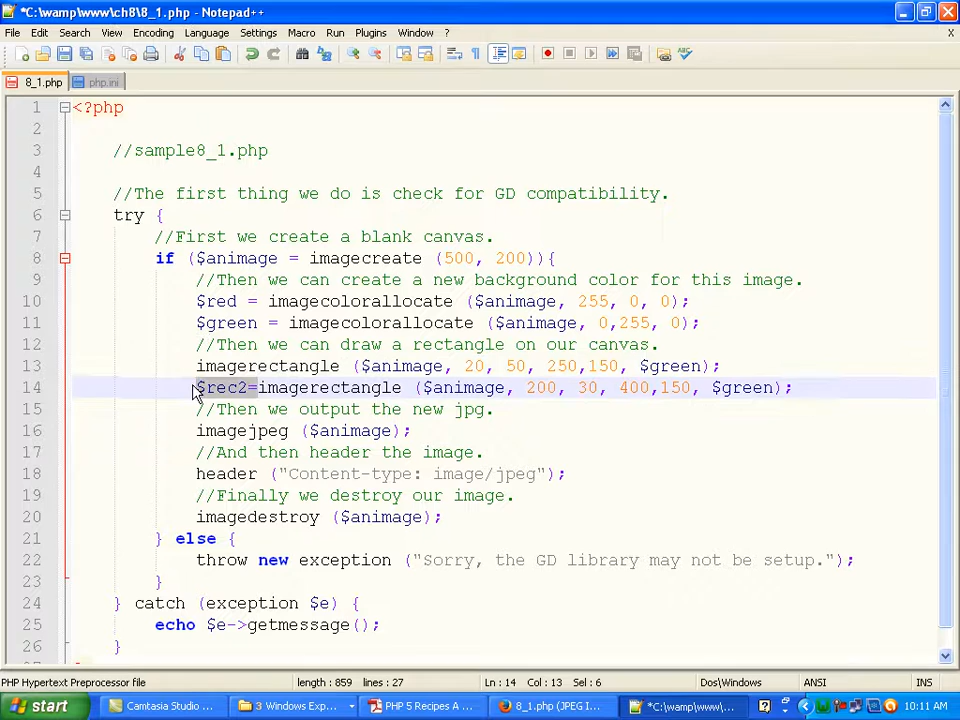 *C:\wamp\www\ch8\8_1.php - Notepad++
File Edit Search View Encoding Language Settings Macro Run Plugins Window ? X
8_1.php php.ini
1 <?php
2
3 //sample8_1.php
4
5 //The first thing we do is check for GD compatibility.
6 try {
7 //First we create a blank canvas.
8 if ($animage = imagecreate (500, 200)){
9 //Then we can create a new background color for this image.
10 $red = imagecolorallocate ($animage, 255, 0, 0);
11 $green = imagecolorallocate ($animage, 0,255, 0);
12 //Then we can draw a rectangle on our canvas.
13 imagerectangle ($animage, 20, 50, 250,150, $green);
14 $rec2=imagerectangle ($animage, 200, 30, 400,150, $green);
15 //Then we output the new jpg.
16 imagejpeg ($animage);
17 //And then header the image.
18 header ("Content-type: image/jpeg");
19 //Finally we destroy our image.
20 imagedestroy ($animage);
21 } else {
22 throw new exception ("Sorry, the GD library may not be setup.");
23 }
24 } catch (exception $e) {
25 echo $e->getmessage();
26 }
PHP Hypertext Preprocessor file length : 859 lines : 27 Ln : 14 Col : 13 Sel : 6 Dos\Windows ANSI INS
start Camtasia Studio ... 3 Windows Exp... PHP 5 Recipes A ... 8_1.php (JPEG I... *C:\wamp\www\... 10:11 AM